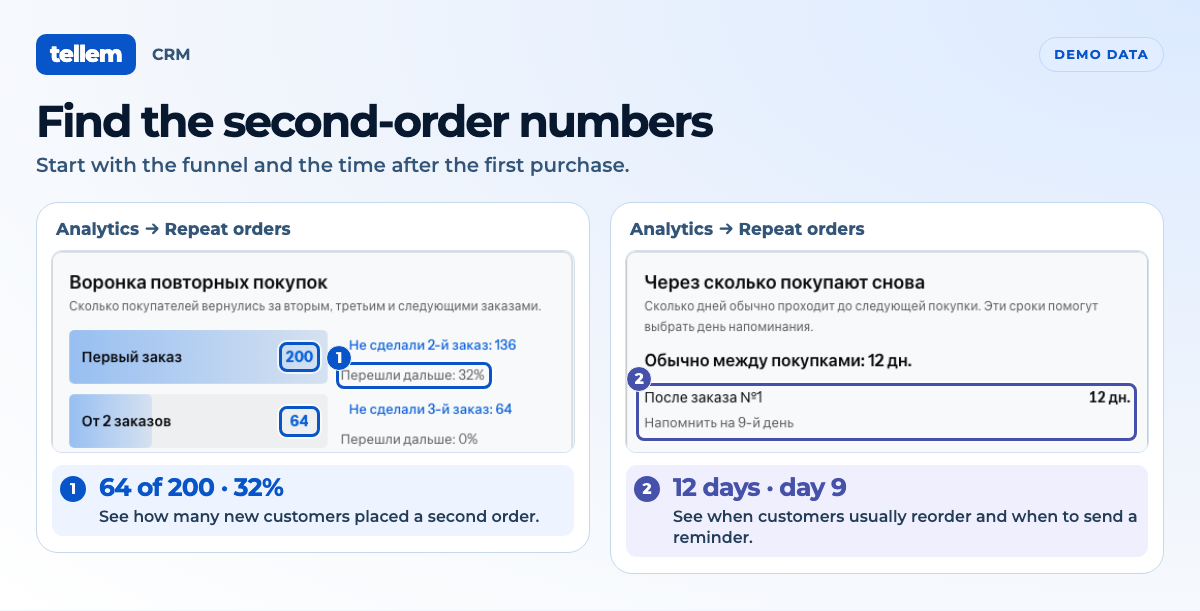 tellem
CRM
DEMO DATA
Find the second-order numbers
Start with the funnel and the time after the first purchase.
Analytics → Repeat orders
Воронка повторных покупок
Сколько покупателей вернулись за вторым, третьим и следующими заказами.
Первый заказ
200
Не сделали 2-й заказ: 136
1
Перешли дальше: 32%
От 2 заказов
64
Не сделали 3-й заказ: 64
Перешли дальше: 0%
1
64 of 200 · 32%
See how many new customers placed a second order.
Analytics → Repeat orders
Через сколько покупают снова
Сколько дней обычно проходит до следующей покупки. Эти сроки помогут
выбрать день напоминания.
Обычно между покупками: 12 дн.
2
После заказа №1
12 дн.
Напомнить на 9-й день
2
12 days · day 9
See when customers usually reorder and when to send a
reminder.